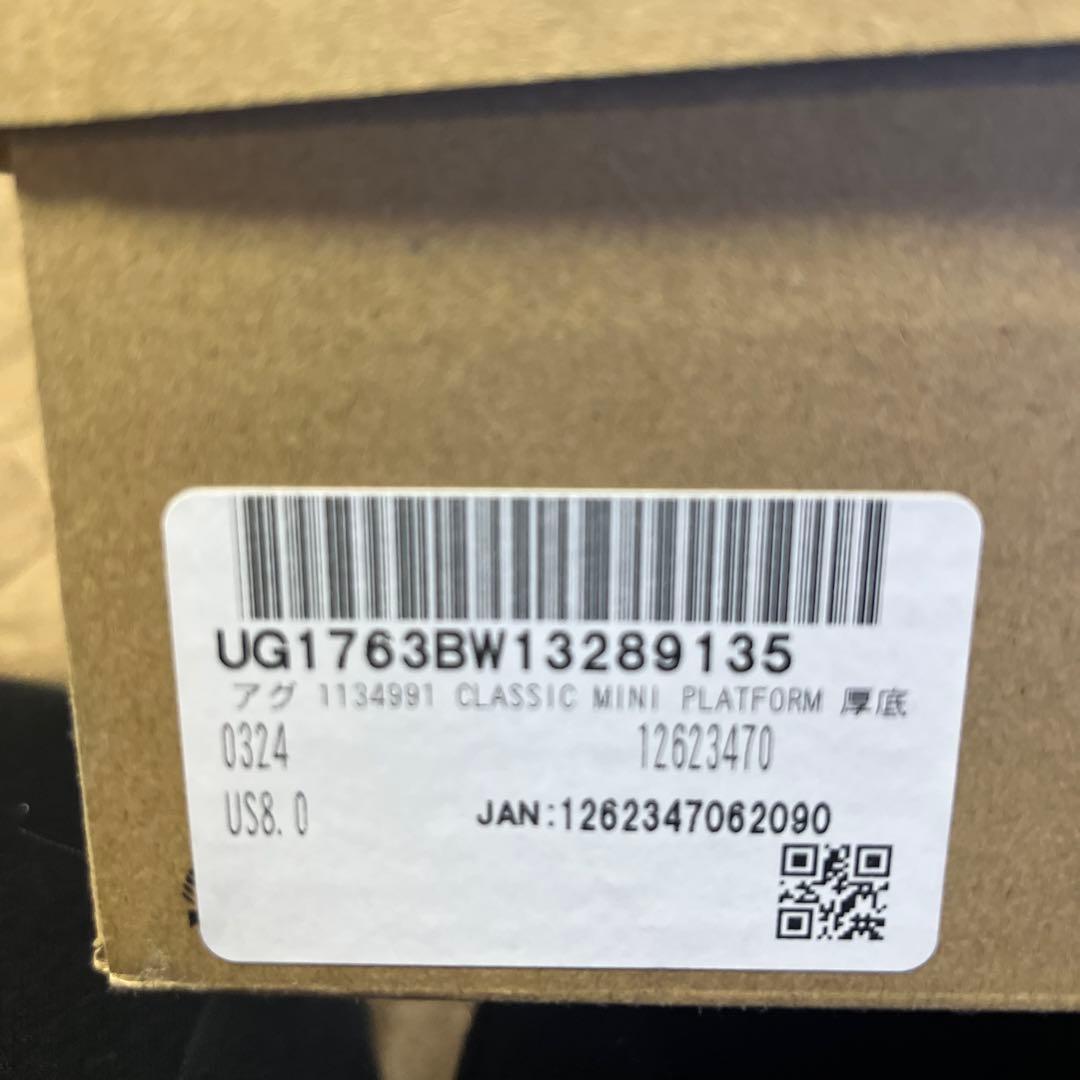 UG1763BW13289135
アグ 1134991 CLASSIC MINI PLATFORM 厚底
0324 12623470
US8.0 JAN:1262347062090